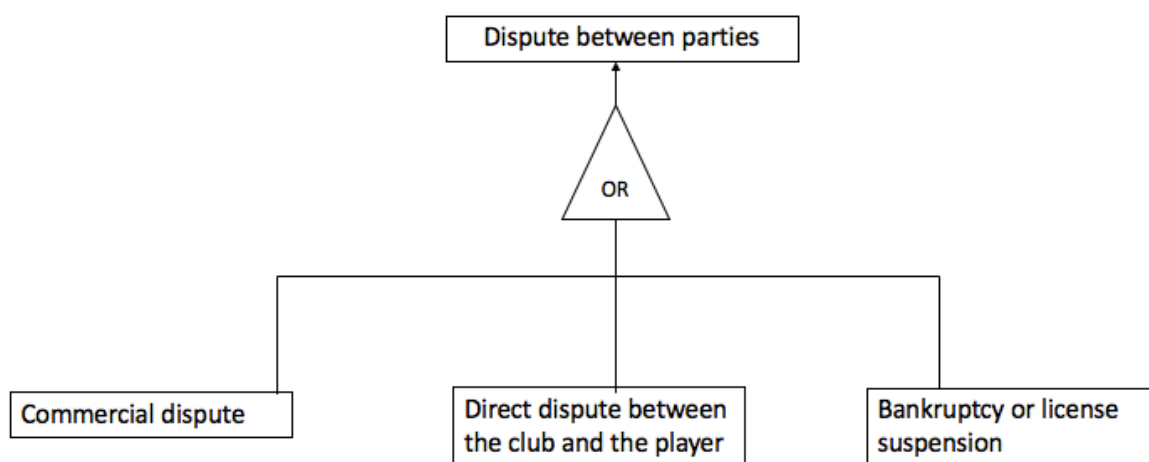 Dispute between parties
OR
Commercial dispute
Direct dispute between
the club and the player
Bankruptcy or license
suspension